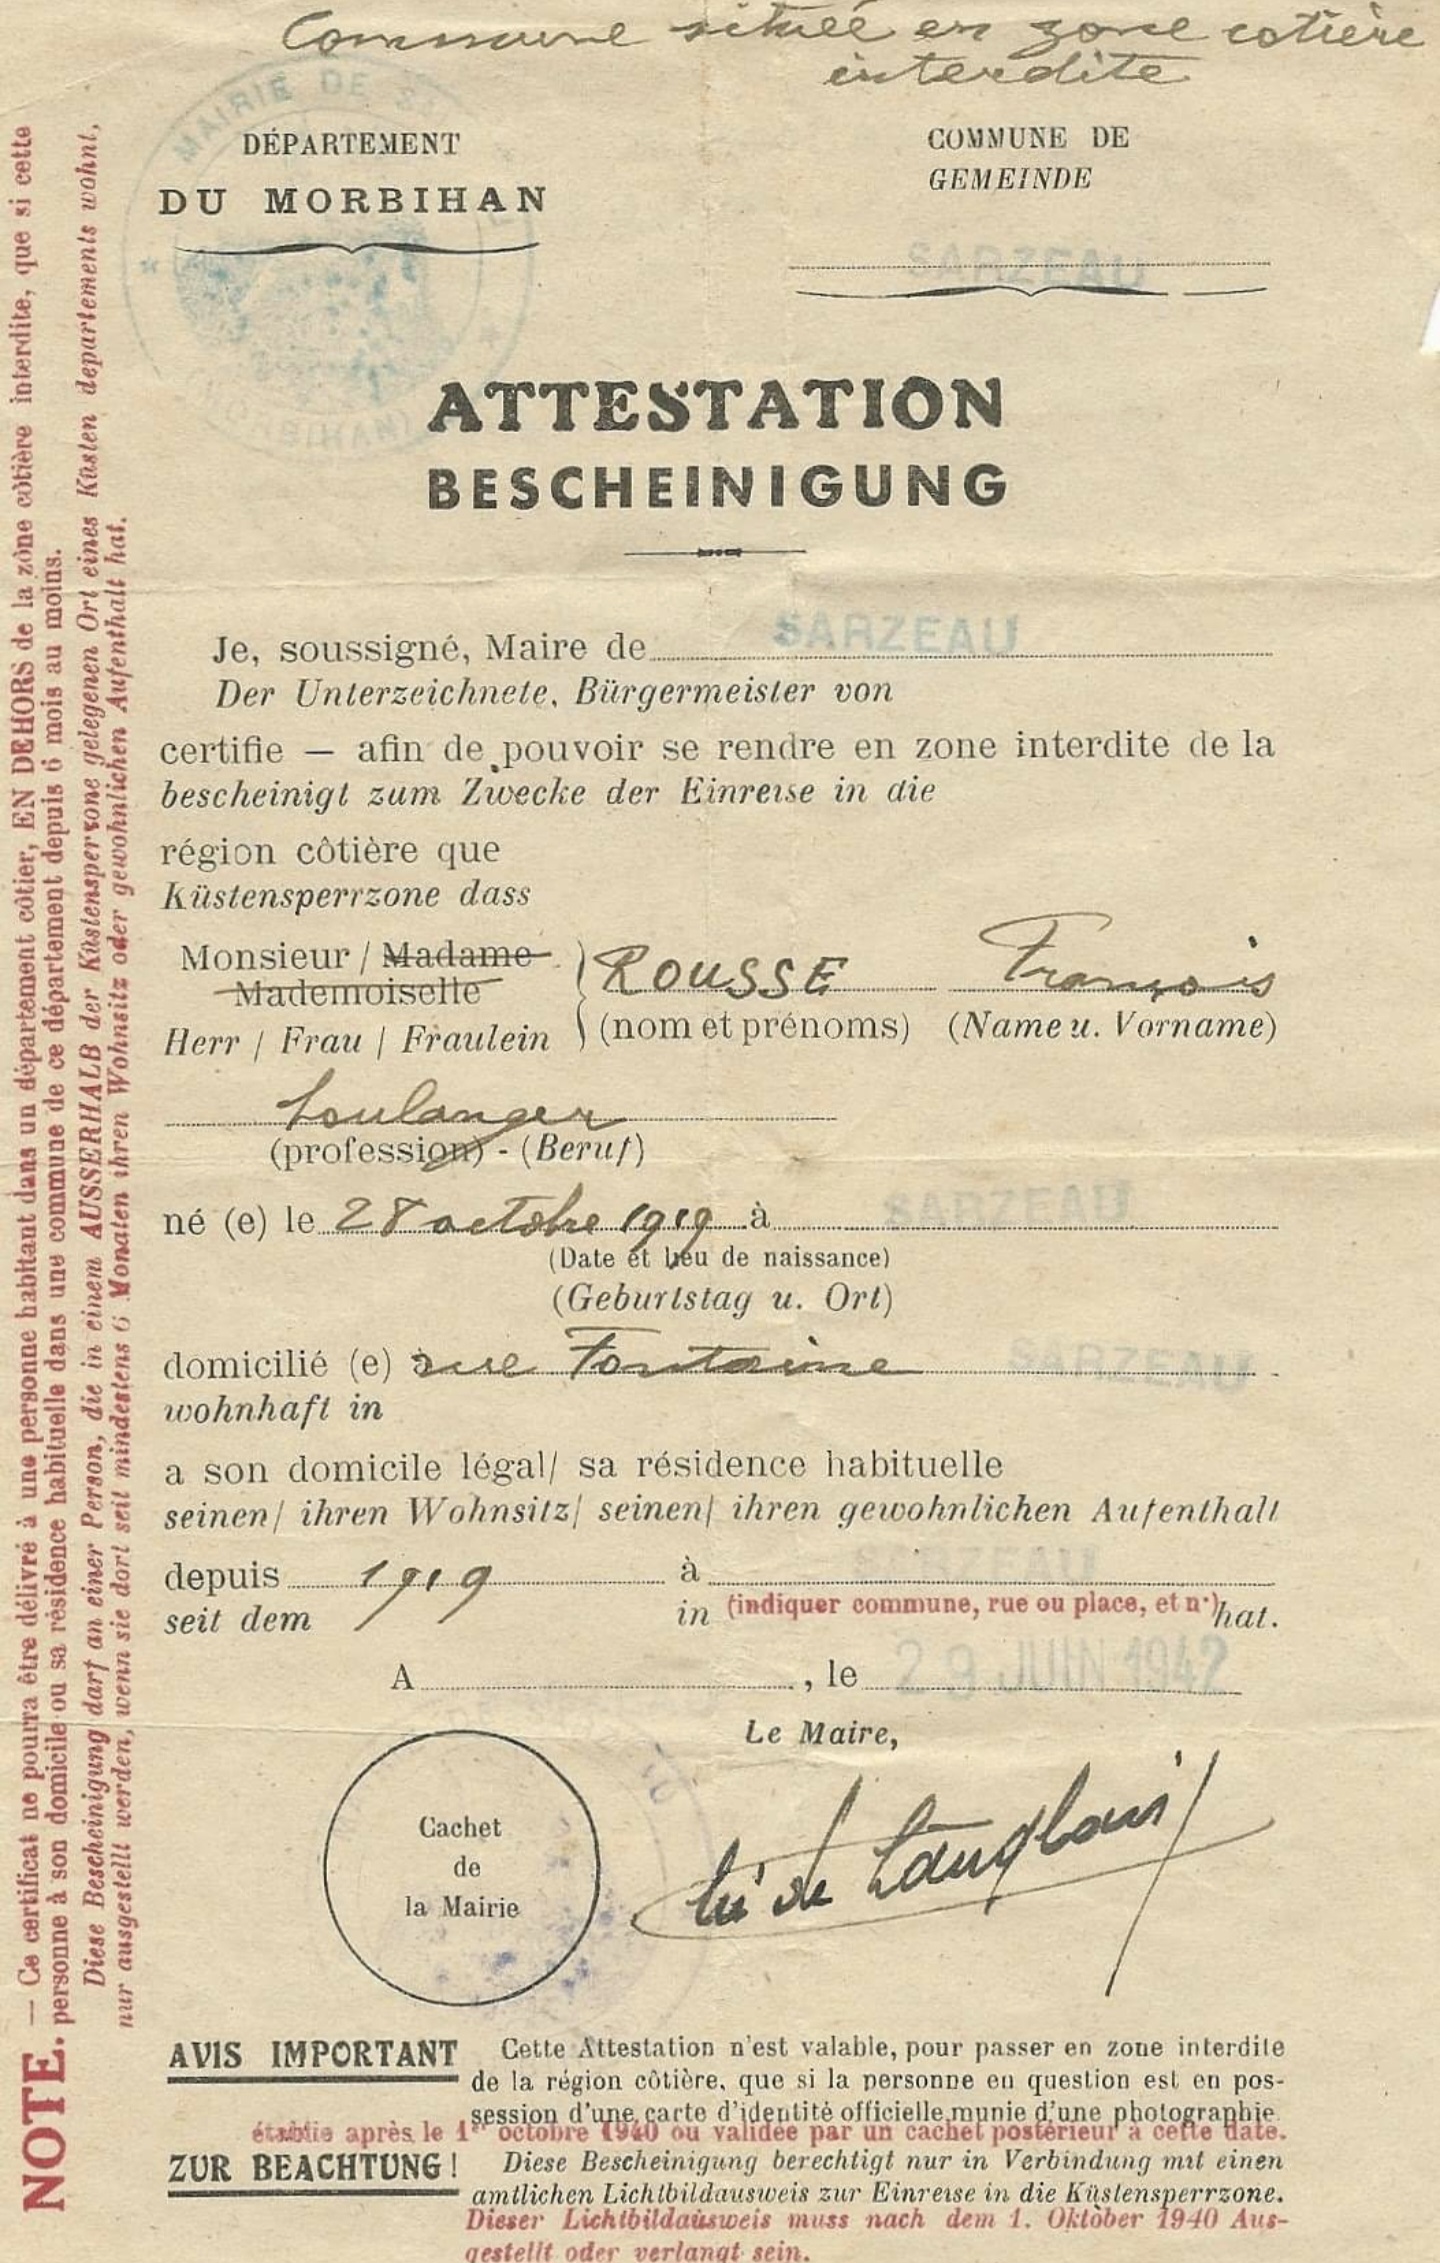 Commune située en zone cotière
interdite
MAIRIE DE
DÉPARTEMENT
DU MORBIHAN
COMMUNE DE
GEMEINDE
SARZEAU
ATTESTATION
BESCHEINIGUNG
Je, soussigné, Maire de SARZEAU
Der Unterzeichnete, Bürgermeister von
certifie — afin de pouvoir se rendre en zone interdite de la
bescheinigt zum Zwecke der Einreise in die
région côtière que
Küstensperrzone dass
Monsieur / Madame
Mademoiselle
ROUSSE François
Herr / Frau / Fraulein
(nom et prénoms) (Name u. Vorname)
boulanger
(profession) - (Beruf)
né (e) le 28 octobre 1919 à SARZEAU
(Date et lieu de naissance)
(Geburtstag u. Ort)
domicilié (e) à rue Fontaine SARZEAU
wohnhaft in
a son domicile légal/ sa résidence habituelle
seinen/ ihren Wohnsitz/ seinen/ ihren gewohnlichen Aufenthalt
depuis 1919 à SARZEAU
seit dem in (indiquer commune, rue ou place, et n°) hat.
A , le 29 JUIN 1942
Le Maire,
Cachet
de
la Mairie
de Langlais
AVIS IMPORTANT Cette Attestation n'est valable, pour passer en zone interdite
de la région côtière, que si la personne en question est en pos-
session d'une carte d'identité officielle munie d'une photographie
établie après le 1er octobre 1940 ou validée par un cachet postérieur à cette date.
ZUR BEACHTUNG ! Diese Bescheinigung berechtigt nur in Verbindung mit einen
amtlichen Lichtbildausweis zur Einreise in die Küstensperrzone.
Dieser Lichtbildausweis muss nach dem 1. Oktober 1940 Aus-
gestellt oder verlangt sein.
NOTE. — Ce certificat ne pourra être délivré à une personne habitant dans un département côtier, EN DEHORS de la zône côtière interdite, que si cette
personne à son domicile ou sa résidence habituelle dans une commune de ce département depuis 6 mois au moins.
Diese Bescheinigung darf an einer Person, die in einem AUSSERHALB der Küstensperrzone gelegenen Ort eines Küsten departements wohnt,
nur ausgestellt werden, wenn sie dort seit mindestens 6 Monaten ihren Wohnsitz oder gewohnlichen Aufenthalt hat.